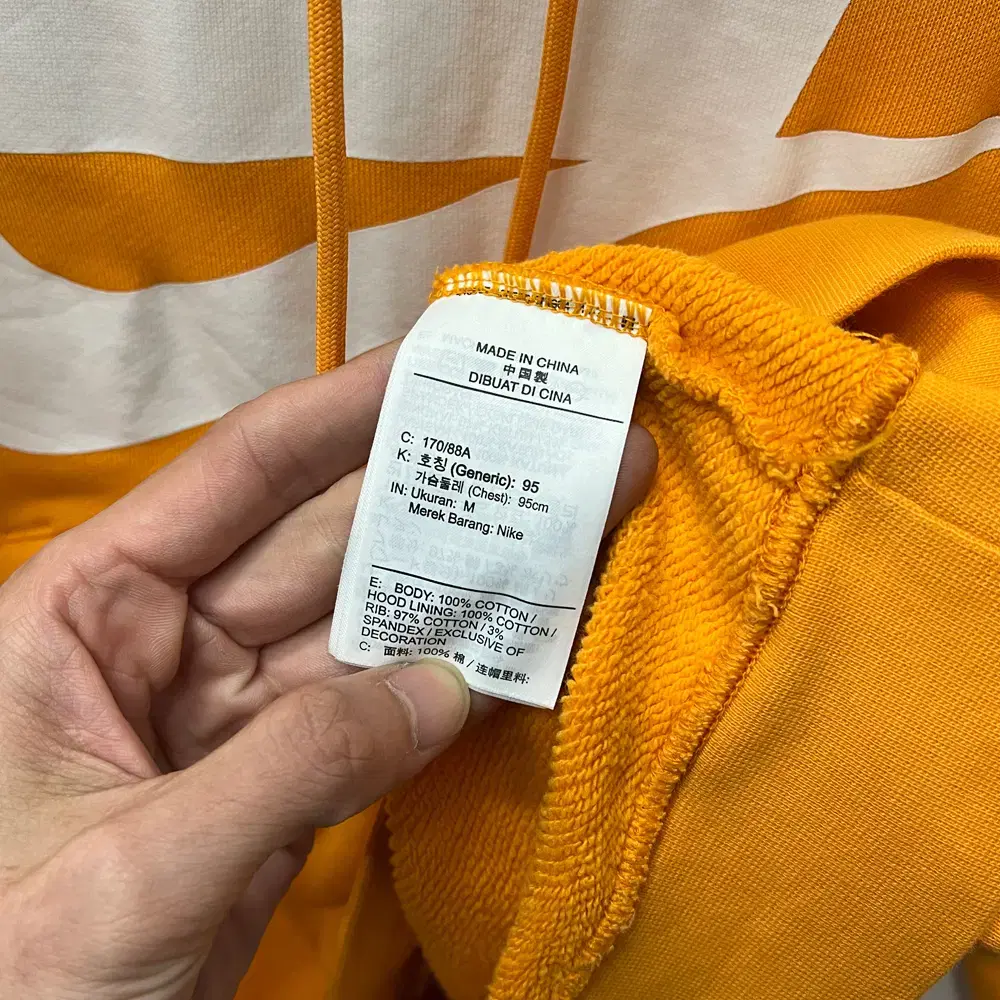 MADE IN CHINA
中国製
DIBUAT DI CINA
C: 170/88A
K: 호칭 (Generic): 95
가슴둘레 (Chest): 95cm
IN: Ukuran: M
Merek Barang: Nike
E: BODY: 100% COTTON /
HOOD LINING: 100% COTTON /
RIB: 97% COTTON / 3%
SPANDEX / EXCLUSIVE OF
DECORATION
C: 面料: 100% 棉 / 连帽里料: